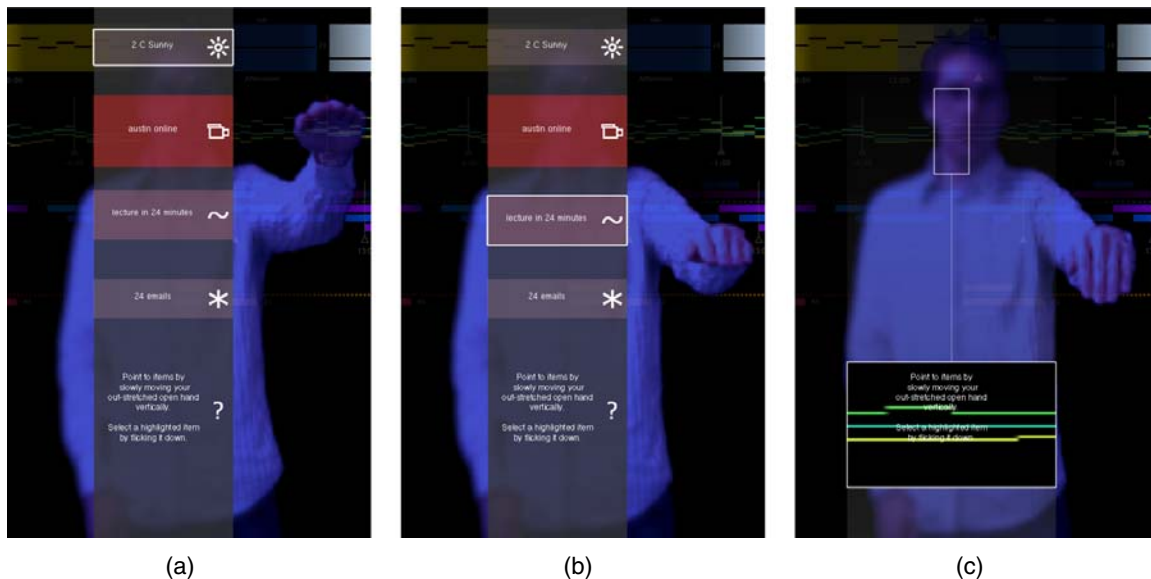 2 C Sunny
austin online
lecture in 24 minutes
24 emails
Point to items by
slowly moving your
out-stretched open hand
vertically.
?
Select a highlighted item
by flicking it down.
(a)
2 C Sunny
austin online
lecture in 24 minutes
24 emails
Point to items by
slowly moving your
out-stretched open hand
vertically.
?
Select a highlighted item
by flicking it down.
(b)
Point to items by
slowly moving your
out-stretched open hand
vertically.
Select a highlighted item
by flicking it down.
(c)